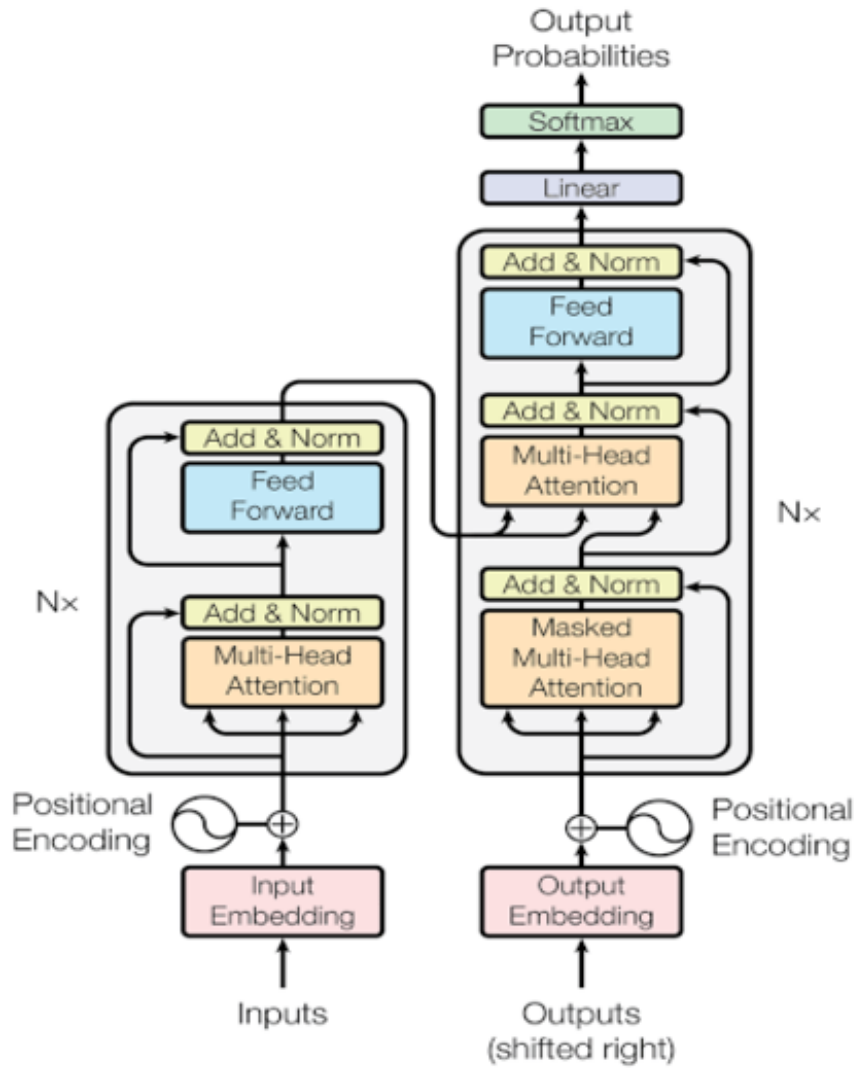 Output
Probabilities
Softmax
Linear
Add & Norm
Feed
Forward
Add & Norm
Multi-Head
Attention
Add & Norm
Masked
Multi-Head
Attention
Nx
Add & Norm
Feed
Forward
Add & Norm
Multi-Head
Attention
Nx
Positional
Encoding
Positional
Encoding
Input
Embedding
Output
Embedding
Inputs
Outputs
(shifted right)